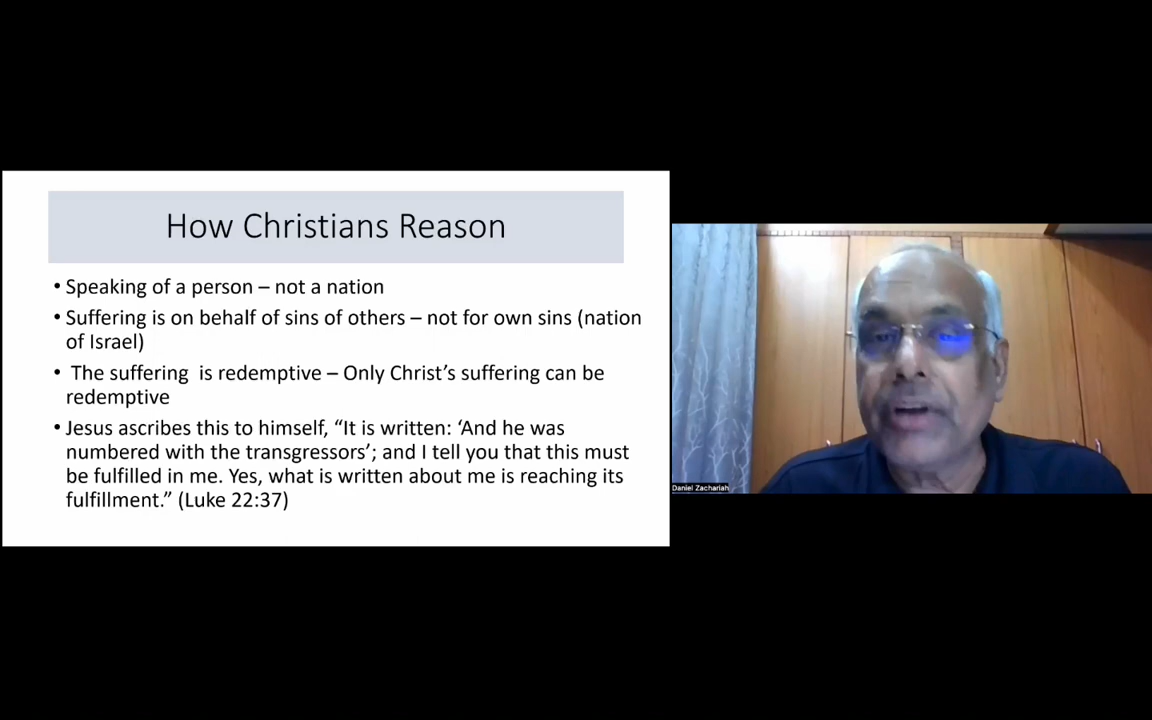 How Christians Reason
• Speaking of a person – not a nation
• Suffering is on behalf of sins of others – not for own sins (nation
of Israel)
• The suffering is redemptive – Only Christ's suffering can be
redemptive
• Jesus ascribes this to himself, “It is written: ‘And he was
numbered with the transgressors’; and I tell you that this must
be fulfilled in me. Yes, what is written about me is reaching its
fulfillment.” (Luke 22:37)
Daniel Zachariah